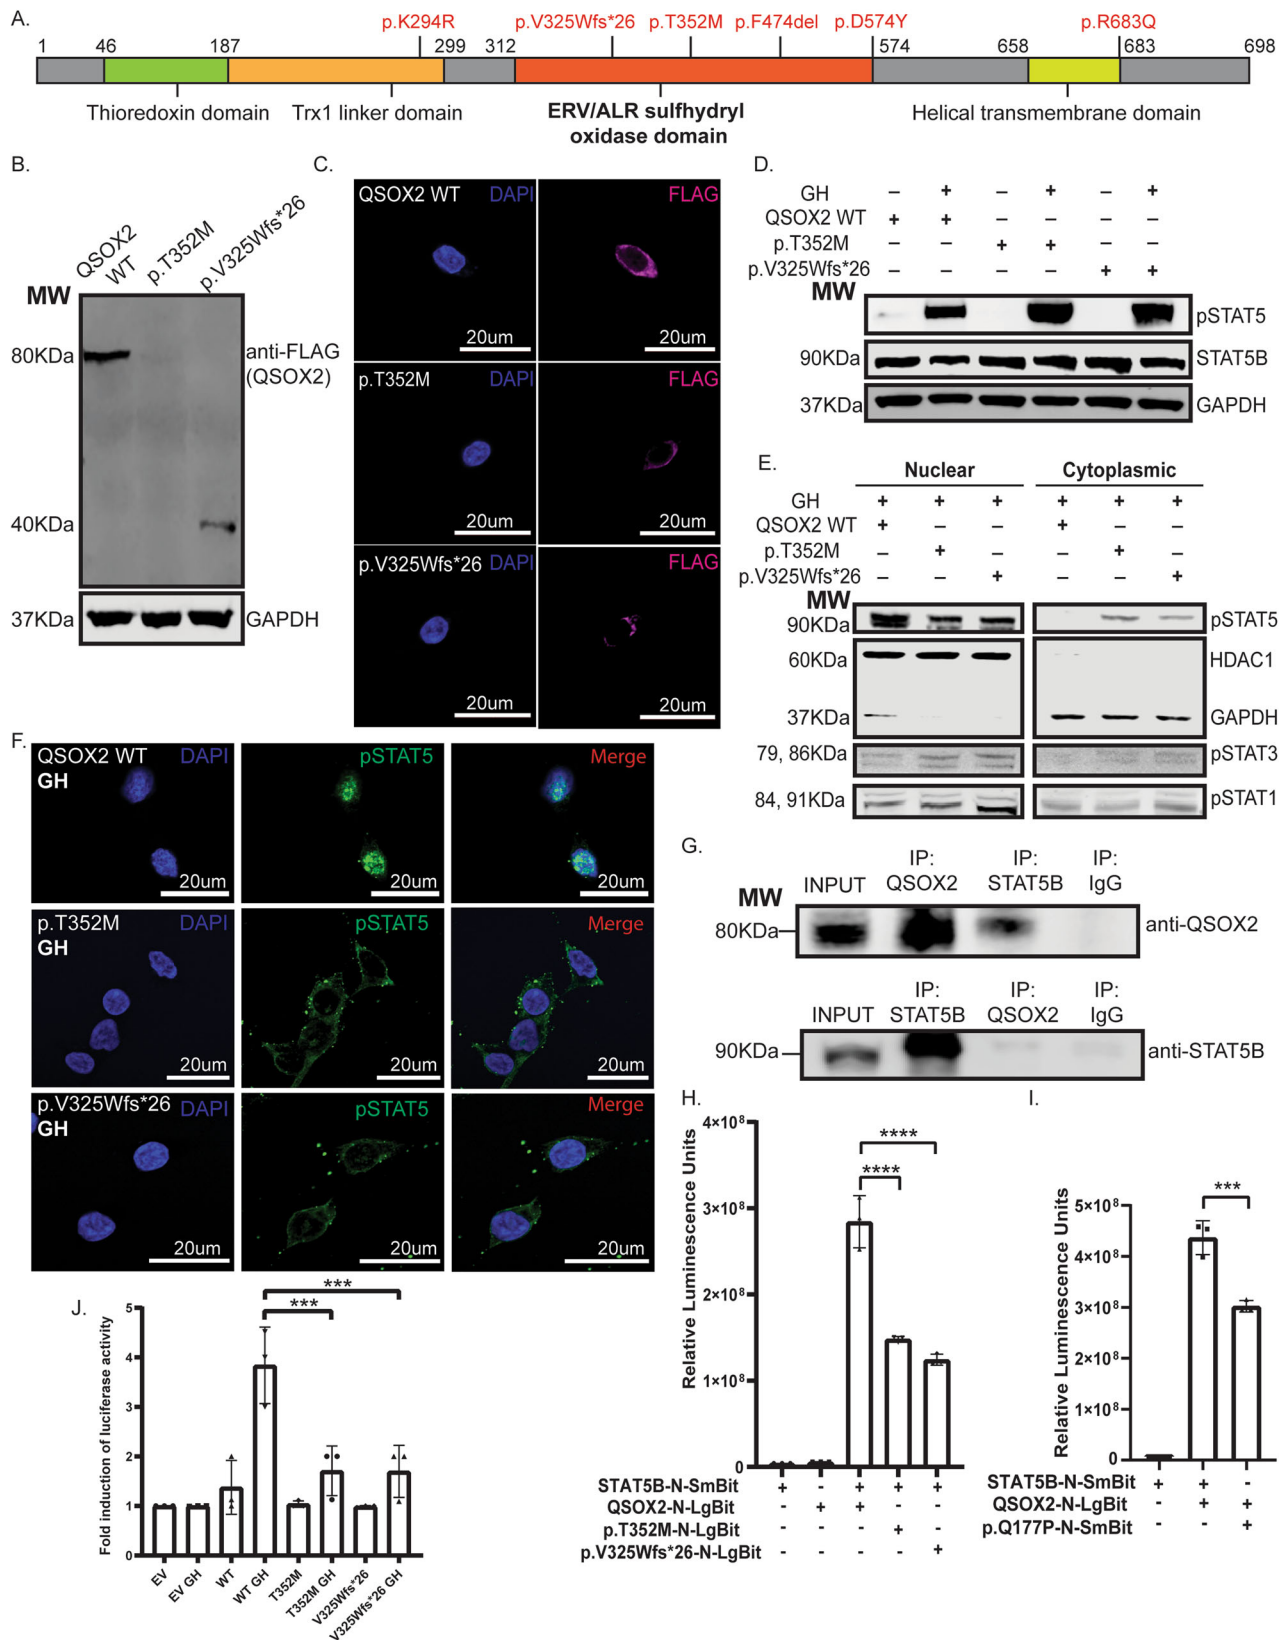 A.
p.K294R p.V325Wfs*26 p.T352M p.F474del p.D574Y p.R683Q
1 46 187 299 312 574 658 683 698
Thioredoxin domain Trx1 linker domain ERV/ALR sulfhydryl Helical transmembrane domain
oxidase domain
B.
QSOX2
WT
p.T352M
p.V325Wfs*26
MW
80KDa
anti-FLAG
(QSOX2)
40KDa
37KDa GAPDH
C.
QSOX2 WT DAPI FLAG
20um 20um
p.T352M DAPI FLAG
20um 20um
p.V325Wfs*26 DAPI FLAG
20um 20um
D.
GH – + – + – +
QSOX2 WT + + – – – –
p.T352M – – + + – –
p.V325Wfs*26 – – – – + +
MW
pSTAT5
90KDa STAT5B
37KDa GAPDH
E.
Nuclear Cytoplasmic
GH + + + + + +
QSOX2 WT + – – + – –
p.T352M – + – – + –
p.V325Wfs*26 – – + – – +
MW
90KDa pSTAT5
60KDa HDAC1
37KDa GAPDH
79, 86KDa pSTAT3
84, 91KDa pSTAT1
F.
QSOX2 WT DAPI pSTAT5 Merge
GH
20um 20um 20um
p.T352M DAPI pSTAT5 Merge
GH
20um 20um 20um
p.V325Wfs*26 DAPI pSTAT5 Merge
GH
20um 20um 20um
G.
INPUT IP: QSOX2 IP: STAT5B IP: IgG
MW
80KDa anti-QSOX2
INPUT IP: STAT5B IP: QSOX2 IP: IgG
90KDa anti-STAT5B
H.
Relative Luminescence Units
4×10⁸
3×10⁸
2×10⁸
1×10⁸
0
****
****
STAT5B-N-SmBit + - + + +
QSOX2-N-LgBit - + + - -
p.T352M-N-LgBit - - - + -
p.V325Wfs*26-N-LgBit - - - - +
I.
Relative Luminescence Units
5×10⁸
4×10⁸
3×10⁸
2×10⁸
1×10⁸
0
***
STAT5B-N-SmBit + + -
QSOX2-N-LgBit - + +
p.Q177P-N-SmBit - - +
J.
Fold induction of luciferase activity
5
4
3
2
1
0
***
***
EV
EV GH
WT
WT GH
T352M
T352M GH
V325Wfs*26
V325Wfs*26 GH